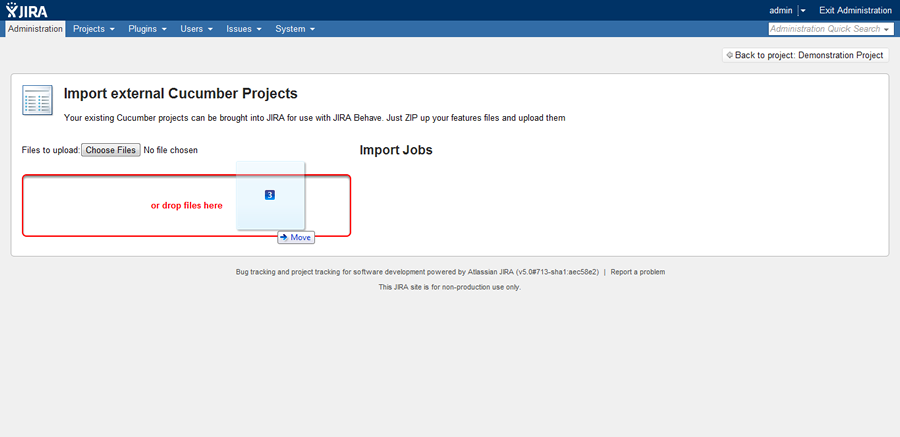 JIRA
admin Exit Administration
Administration Projects Plugins Users Issues System Administration Quick Search
Back to project: Demonstration Project
Import external Cucumber Projects
Your existing Cucumber projects can be brought into JIRA for use with JIRA Behave. Just ZIP up your features files and upload them
Files to upload: Choose Files No file chosen
Import Jobs
or drop files here
3
Move
Bug tracking and project tracking for software development powered by Atlassian JIRA (v5.0#713-sha1:aec58e2) | Report a problem
This JIRA site is for non-production use only.